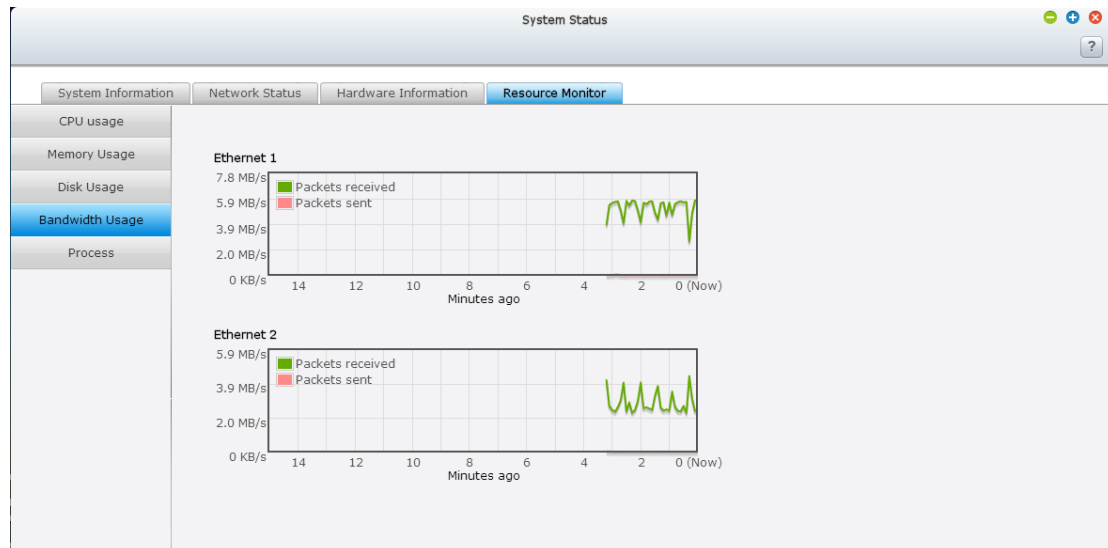 System Status
?
System Information Network Status Hardware Information Resource Monitor
CPU usage
Memory Usage
Disk Usage
Bandwidth Usage
Process
Ethernet 1
7.8 MB/s
5.9 MB/s
3.9 MB/s
2.0 MB/s
0 KB/s
Packets received
Packets sent
14 12 10 8 6 4 2 0 (Now)
Minutes ago
Ethernet 2
5.9 MB/s
3.9 MB/s
2.0 MB/s
0 KB/s
Packets received
Packets sent
14 12 10 8 6 4 2 0 (Now)
Minutes ago